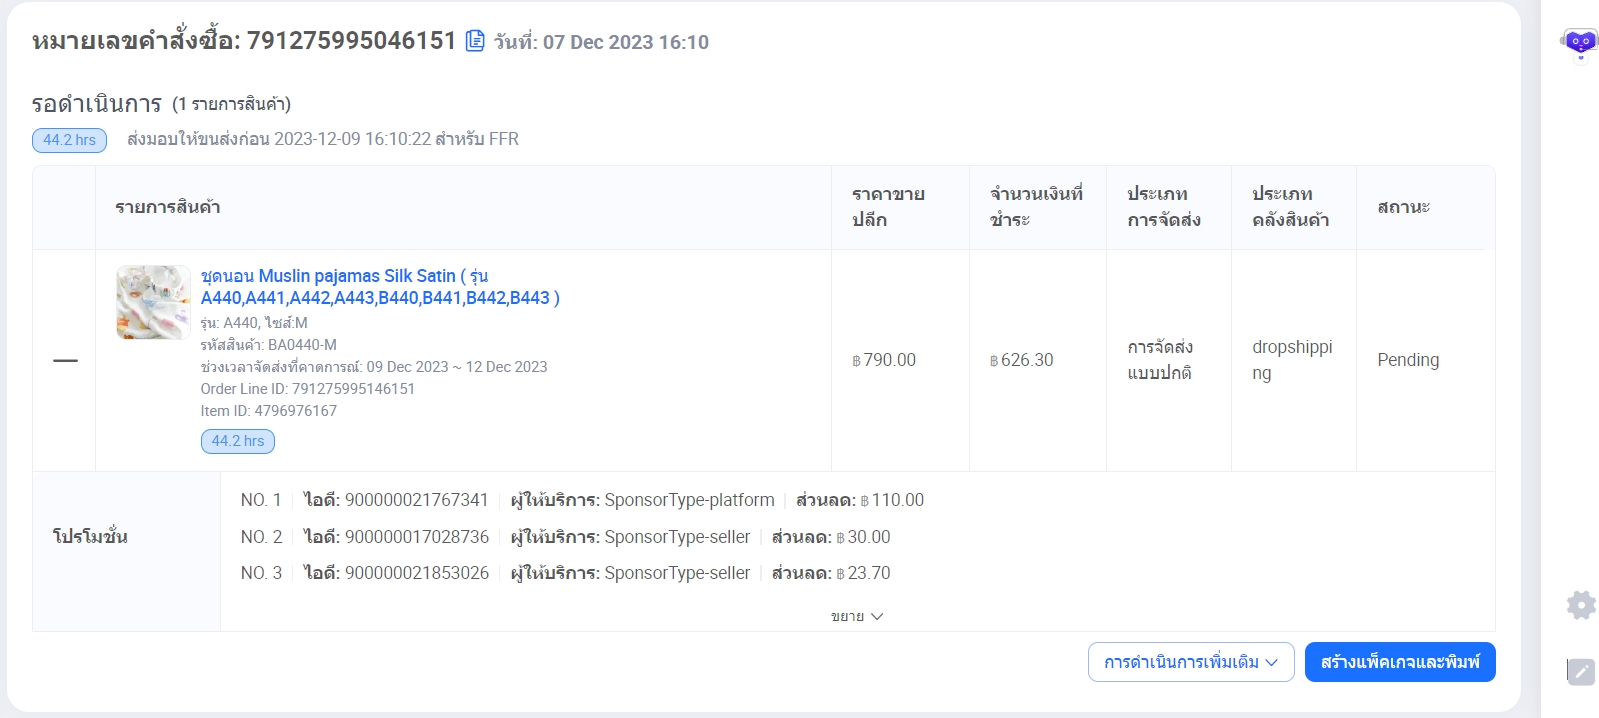 หมายเลขคำสั่งซื้อ: 791275995046151 วันที่: 07 Dec 2023 16:10
รอดำเนินการ (1 รายการสินค้า)
44.2 hrs ส่งมอบให้ขนส่งก่อน 2023-12-09 16:10:22 สำหรับ FFR
รายการสินค้า
ราคาขาย
ปลีก
จำนวนเงินที่
ชำระ
ประเภท
การจัดส่ง
ประเภท
คลังสินค้า
สถานะ
ชุดนอน Muslin pajamas Silk Satin ( รุ่น
A440,A441,A442,A443,B440,B441,B442,B443 )
รุ่น: A440, ไซส์:M
รหัสสินค้า: BA0440-M
ช่วงเวลาจัดส่งที่คาดการณ์: 09 Dec 2023 ~ 12 Dec 2023
Order Line ID: 791275995146151
Item ID: 4796976167
44.2 hrs
฿ 790.00
฿ 626.30
การจัดส่ง
แบบปกติ
dropshippi
ng
Pending
โปรโมชั่น
NO. 1 ไอดี: 900000021767341 ผู้ให้บริการ: SponsorType-platform ส่วนลด: ฿ 110.00
NO. 2 ไอดี: 900000017028736 ผู้ให้บริการ: SponsorType-seller ส่วนลด: ฿ 30.00
NO. 3 ไอดี: 900000021853026 ผู้ให้บริการ: SponsorType-seller ส่วนลด: ฿ 23.70
ขยาย
การดำเนินการเพิ่มเติม
สร้างแพ็คเกจและพิมพ์